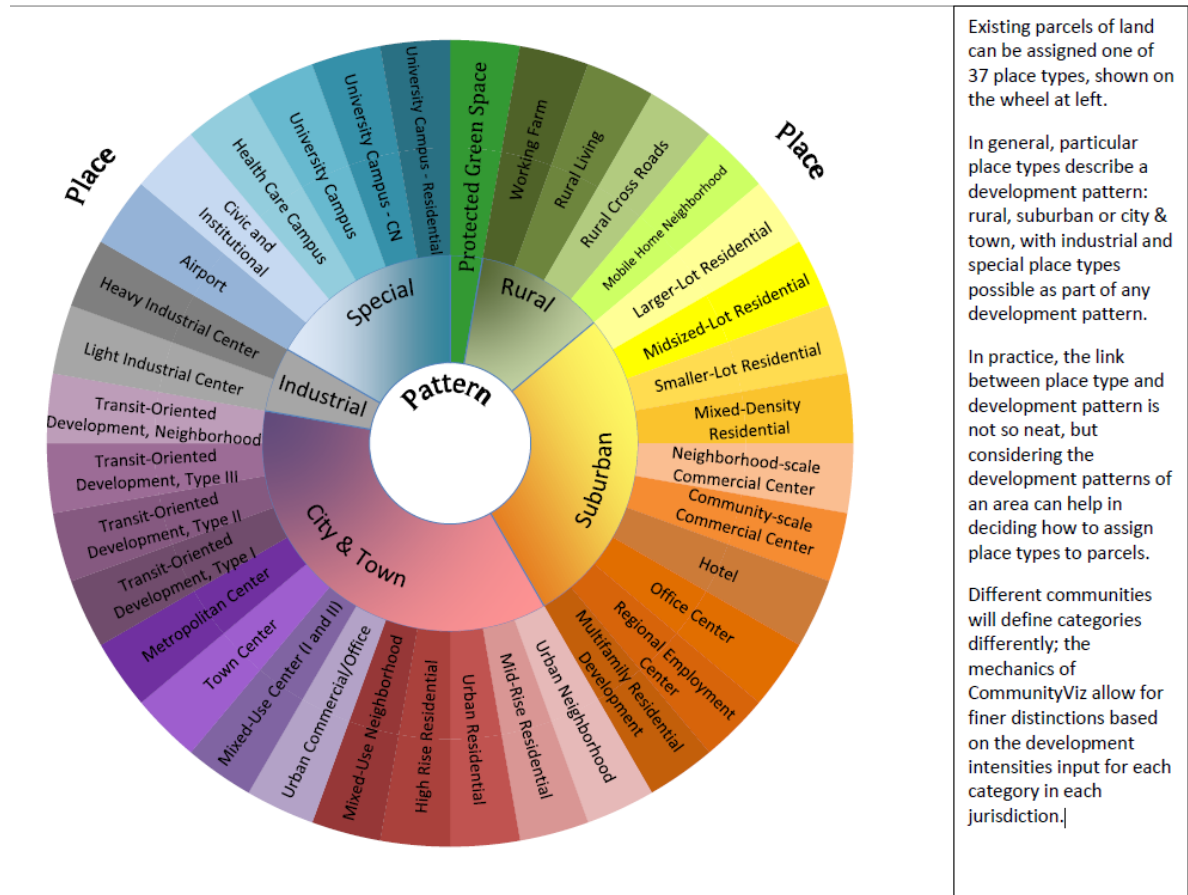 Place
Place
Pattern
Protected Green Space
Rural
Working Farm
Rural Living
Rural Cross Roads
Mobile Home Neighborhood
Suburban
Larger-Lot Residential
Midsized-Lot Residential
Smaller-Lot Residential
Mixed-Density
Residential
Neighborhood-scale
Commercial Center
Community-scale
Commercial Center
Hotel
Office Center
Regional Employment
Center
Multifamily Residential
Development
City & Town
Urban Neighborhood
Mid-Rise Residential
Urban Residential
High Rise Residential
Mixed-Use Neighborhood
Urban Commercial/Office
Mixed-Use Center (II and III)
Town Center
Metropolitan Center
Transit-Oriented
Development, Type I
Transit-Oriented
Development, Type II
Transit-Oriented
Development, Type III
Transit-Oriented
Development, Neighborhood
Industrial
Light Industrial Center
Heavy Industrial Center
Special
Airport
Civic and
Institutional
Health Care Campus
University Campus
University Campus - CN
University Campus - Residential
Existing parcels of land
can be assigned one of
37 place types, shown on
the wheel at left.
In general, particular
place types describe a
development pattern:
rural, suburban or city &
town, with industrial and
special place types
possible as part of any
development pattern.
In practice, the link
between place type and
development pattern is
not so neat, but
considering the
development patterns of
an area can help in
deciding how to assign
place types to parcels.
Different communities
will define categories
differently; the
mechanics of
CommunityViz allow for
finer distinctions based
on the development
intensities input for each
category in each
jurisdiction.